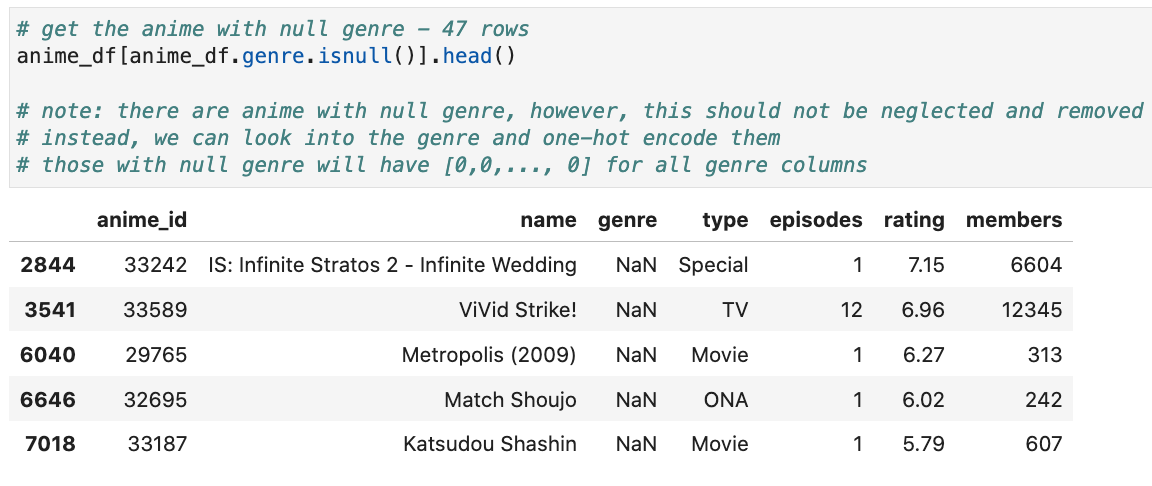 # get the anime with null genre – 47 rows
anime_df[anime_df.genre.isnull()].head()
# note: there are anime with null genre, however, this should not be neglected and removed
# instead, we can look into the genre and one-hot encode them
# those with null genre will have [0,0,..., 0] for all genre columns
anime_id name genre type episodes rating members
2844 33242 IS: Infinite Stratos 2 - Infinite Wedding NaN Special 1 7.15 6604
3541 33589 ViVid Strike! NaN TV 12 6.96 12345
6040 29765 Metropolis (2009) NaN Movie 1 6.27 313
6646 32695 Match Shoujo NaN ONA 1 6.02 242
7018 33187 Katsudou Shashin NaN Movie 1 5.79 607